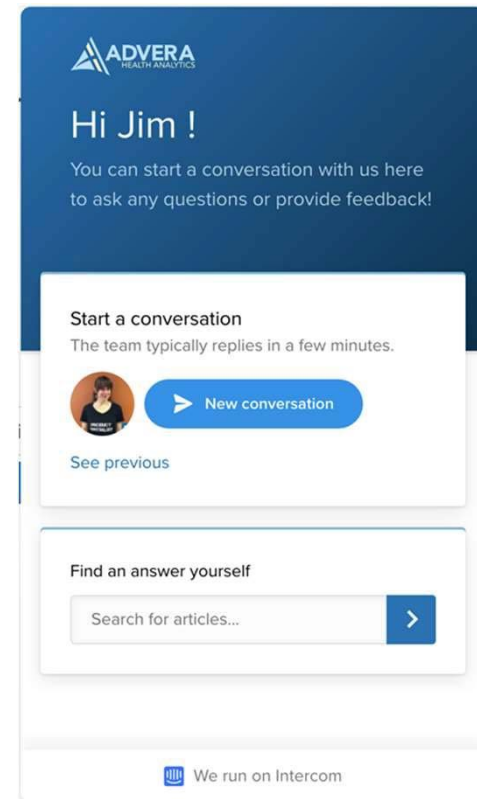 ADVERA
HEALTH ANALYTICS
Hi Jim !
You can start a conversation with us here
to ask any questions or provide feedback!
Start a conversation
The team typically replies in a few minutes.
PRODUCT
SPECIALIST
New conversation
See previous
Find an answer yourself
Search for articles...
We run on Intercom